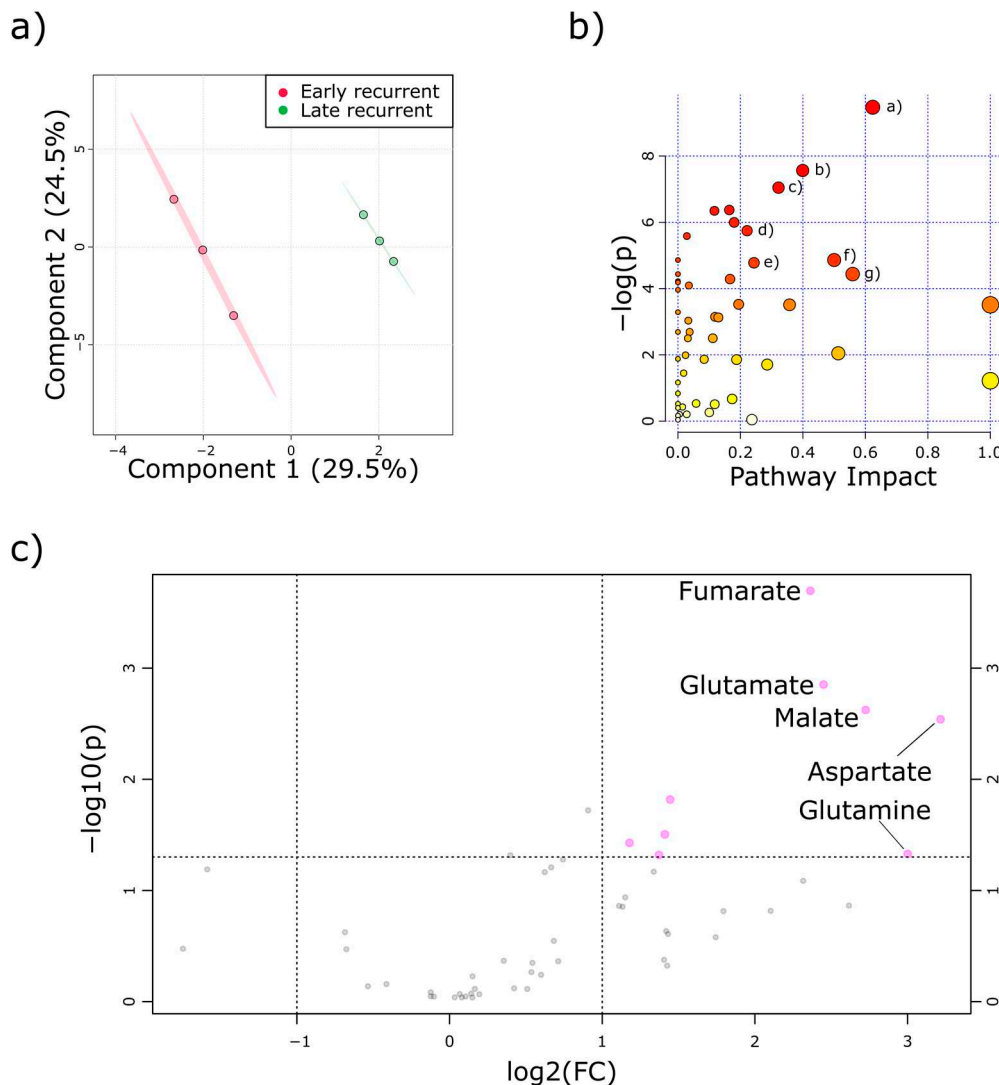 a)
Early recurrent
Late recurrent
Component 2 (24.5%)
5
0
−5
−4
−2
0
2
Component 1 (29.5%)
b)
−log(p)
8
6
4
2
0
a)
b)
c)
d)
e)
f)
g)
0.0
0.2
0.4
0.6
0.8
1.0
Pathway Impact
c)
−log10(p)
3
2
1
0
Fumarate
Glutamate
Malate
Aspartate
Glutamine
3
2
1
0
−1
0
1
2
3
log2(FC)